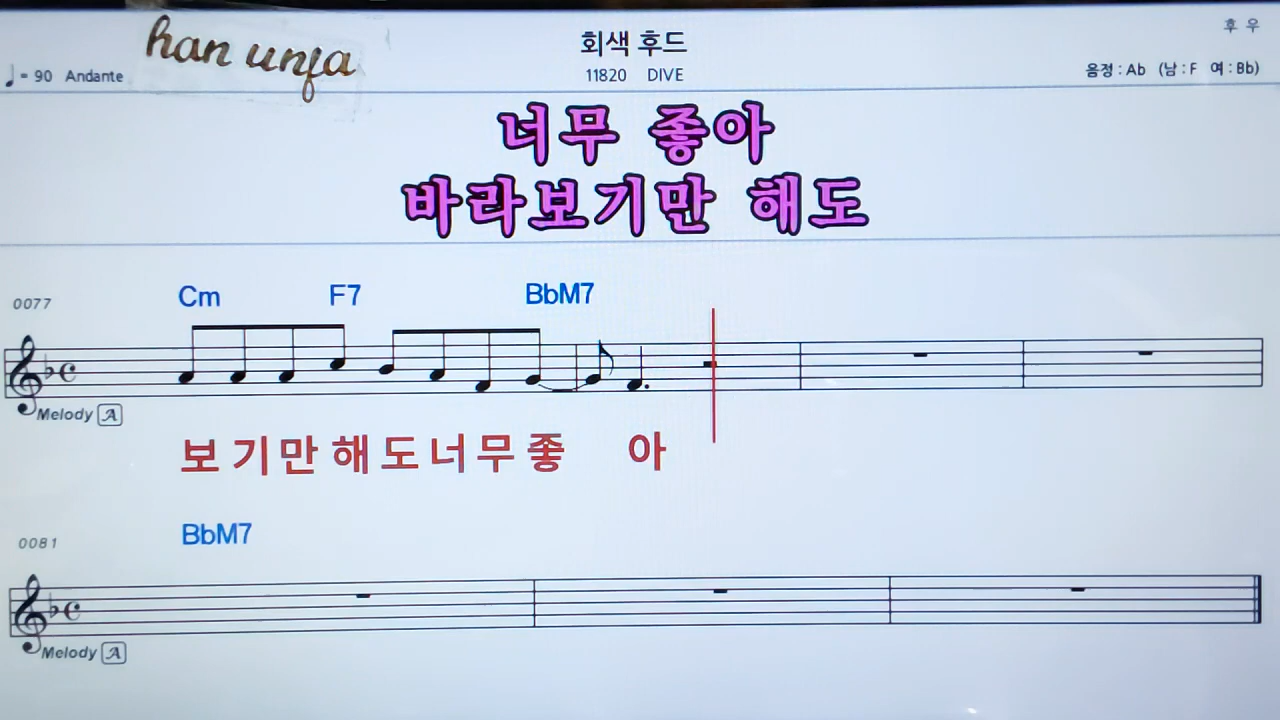 han unja
회색 후드
후 우
♩= 90 Andante
11820 DIVE
음정 : Ab (남 : F 여 : Bb)
너무 좋아
바라보기만 해도
0077
Cm F7 BbM7
Melody A
보 기 만 해 도 너 무 좋 아
0081
BbM7
Melody A